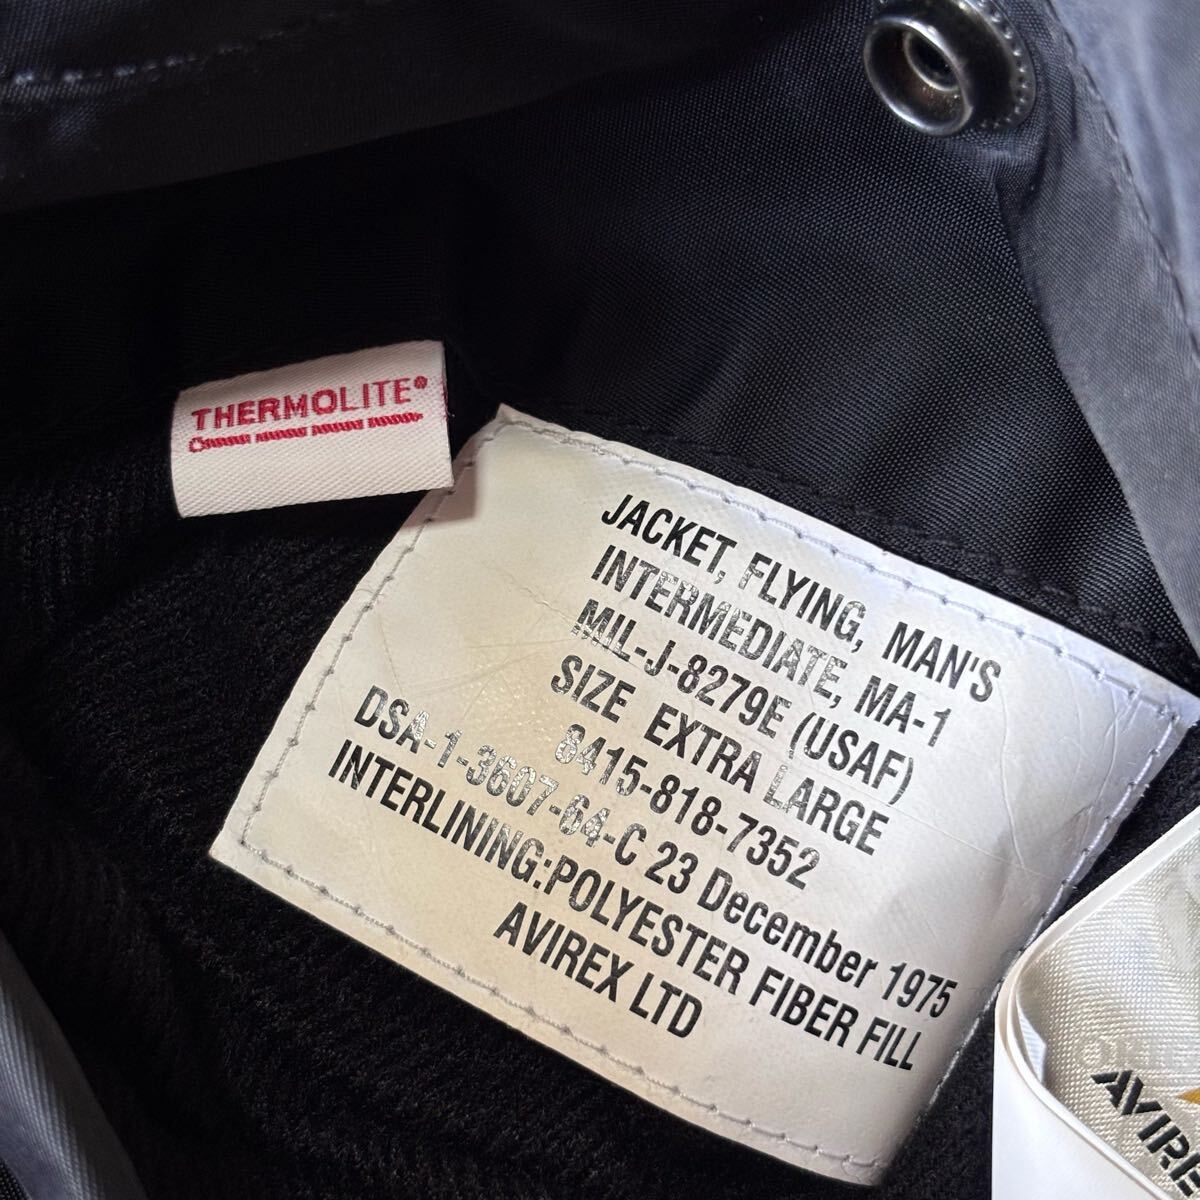 THERMOLITE®
JACKET, FLYING, MAN'S
INTERMEDIATE, MA-1
MIL-J-8279E (USAF)
SIZE EXTRA LARGE
8415-818-7352
DSA-1-3607-64-C 23 December 1975
INTERLINING:POLYESTER FIBER FILL
AVIREX LTD
AVIRE